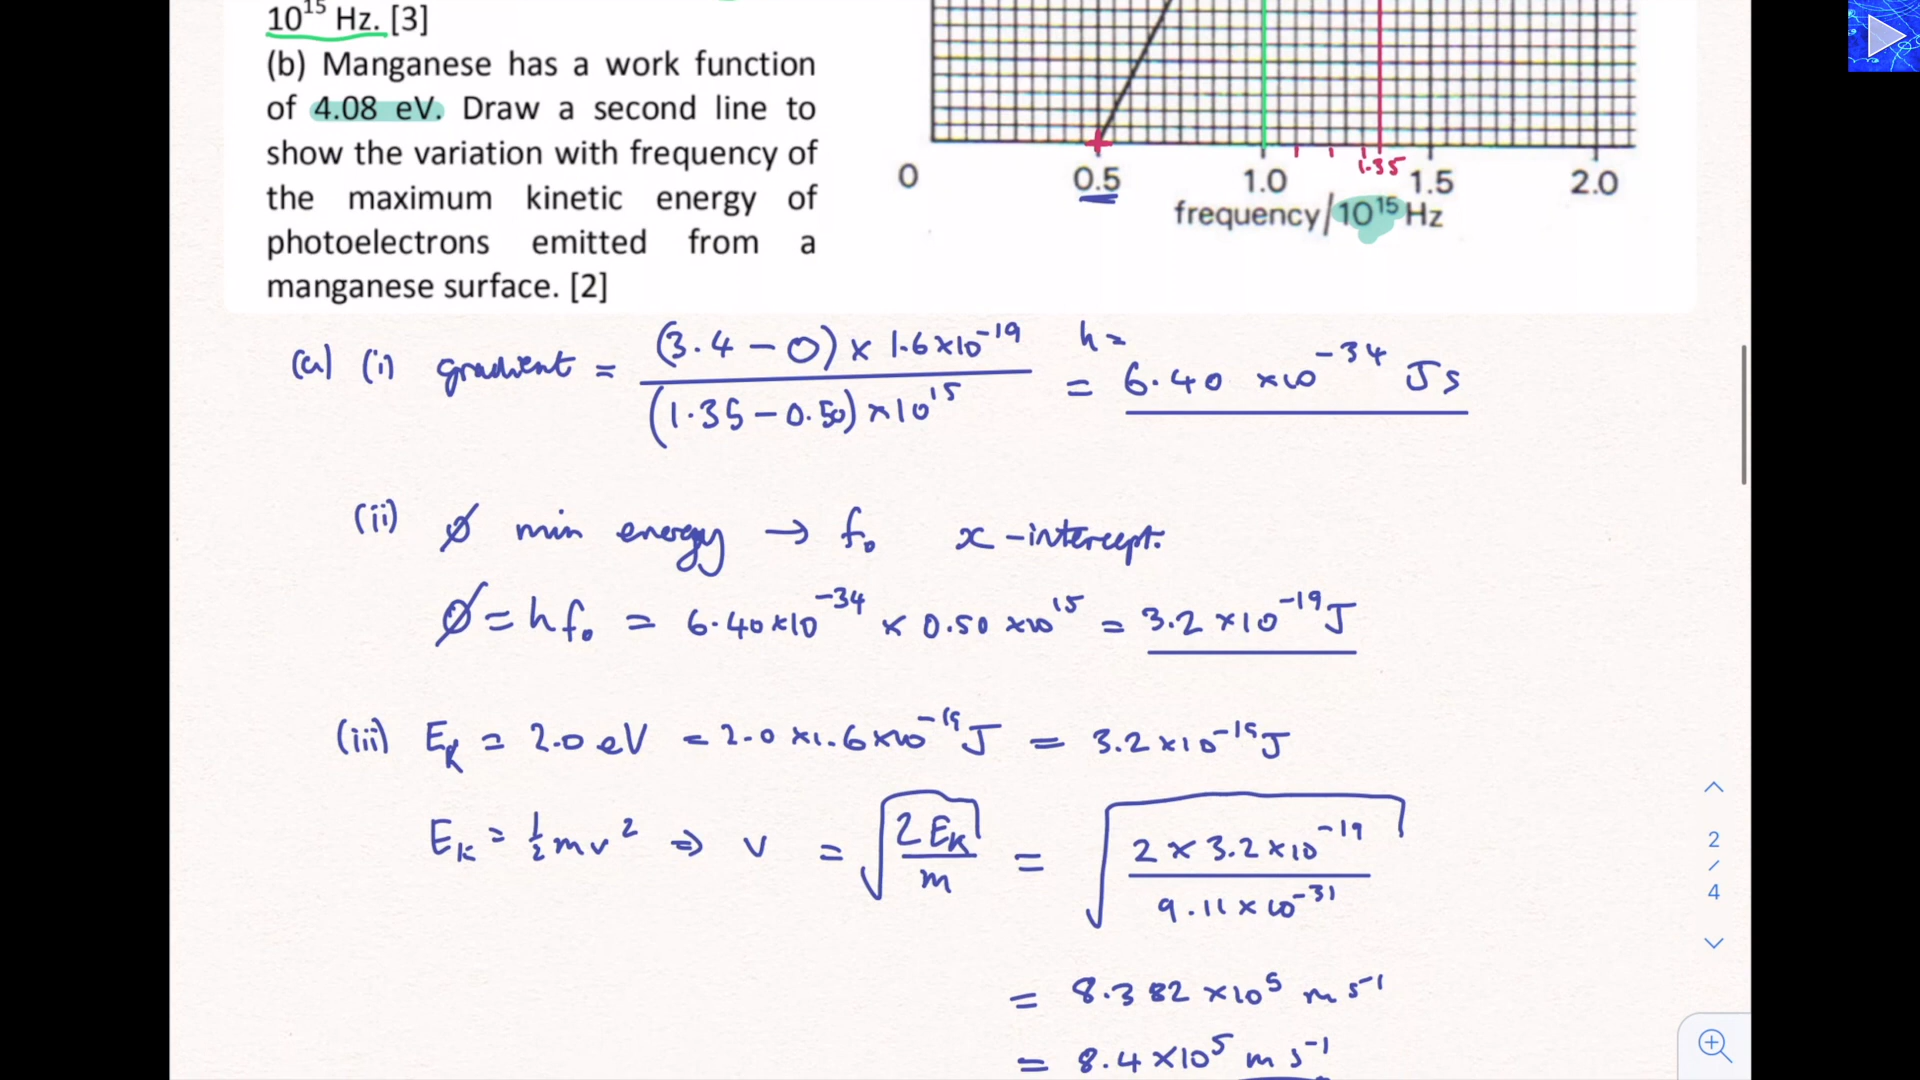 10¹⁵ Hz. [3]
(b) Manganese has a work function
of 4.08 eV. Draw a second line to
show the variation with frequency of
the maximum kinetic energy of
photoelectrons emitted from a
manganese surface. [2]
0 0.5 1.0 1.35 1.5 2.0
frequency/10¹⁵ Hz
(a) (i) gradient = (3.4 − 0) × 1.6×10⁻¹⁹ / (1.35 − 0.50) × 10¹⁵ h = = 6.40 ×10⁻³⁴ J s
(ii) ϕ min energy → f₀ x-intercept.
ϕ = hf₀ = 6.40×10⁻³⁴ × 0.50 ×10¹⁵ = 3.2 ×10⁻¹⁹ J
(iii) Eₖ = 2.0 eV = 2.0 ×1.6×10⁻¹⁹ J = 3.2×10⁻¹⁹ J
Eₖ = ½mv² ⇒ v = √(2Eₖ/m) = √(2 × 3.2×10⁻¹⁹ / 9.11×10⁻³¹)
= 8.382 ×10⁵ m s⁻¹
= 8.4 ×10⁵ m s⁻¹
2
/
4